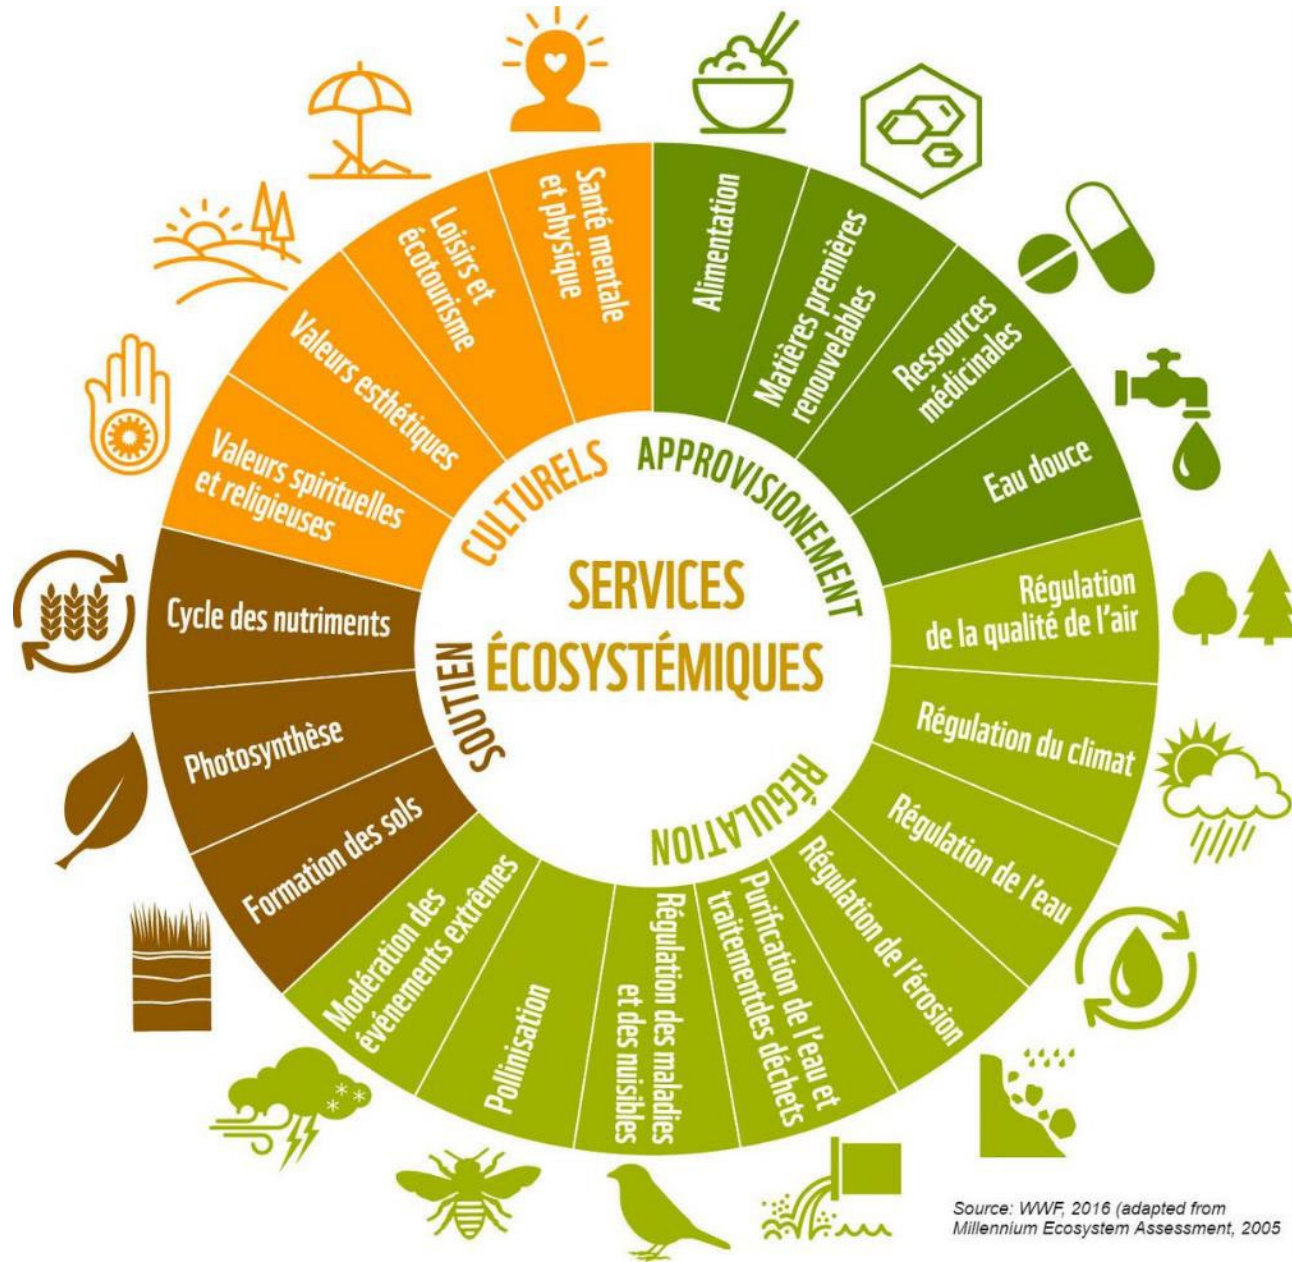 SERVICES
ÉCOSYSTÉMIQUES
APPROVISIONEMENT
Alimentation
Matières premières
renouvelables
Ressources
médicinales
Eau douce
RÉGULATION
Régulation
de la qualité de l'air
Régulation du climat
Régulation de l'eau
Régulation de l'érosion
Purification de l'eau et
traitementdes déchets
Régulation des maladies
et des nuisibles
Pollinisation
Modération des
événements extrêmes
SOUTIEN
Formation des sols
Photosynthèse
Cycle des nutriments
CULTURELS
Valeurs spirituelles
et religieuses
Valeurs esthétiques
Loisirs et
écotourisme
Santé mentale
et physique
Source: WWF, 2016 (adapted from
Millennium Ecosystem Assessment, 2005